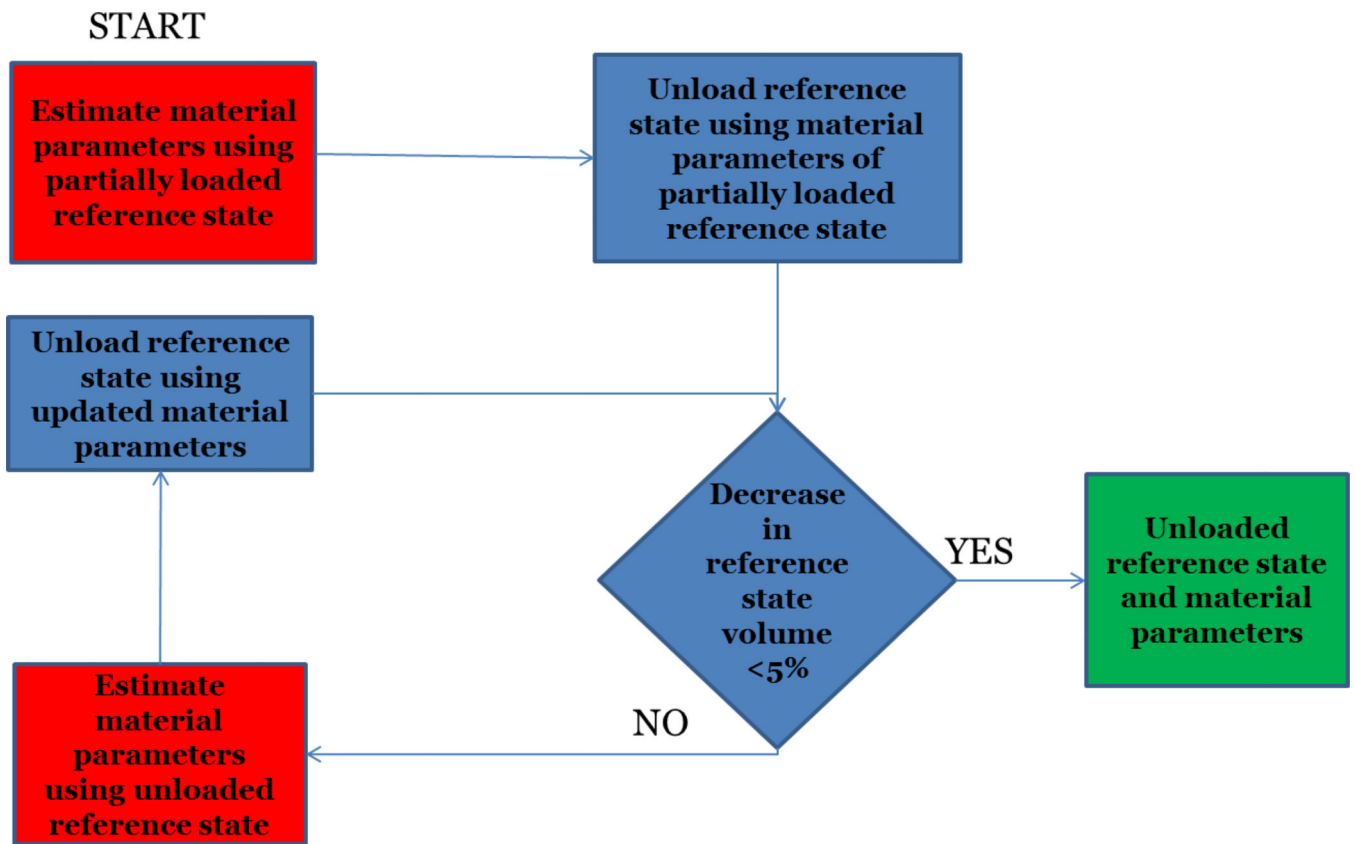 START
Estimate material
parameters using
partially loaded
reference state
Unload reference
state using material
parameters of
partially loaded
reference state
Unload reference
state using
updated material
parameters
Decrease
in
reference
state
volume
<5%
YES
Unloaded
reference state
and material
parameters
NO
Estimate
material
parameters
using unloaded
reference state